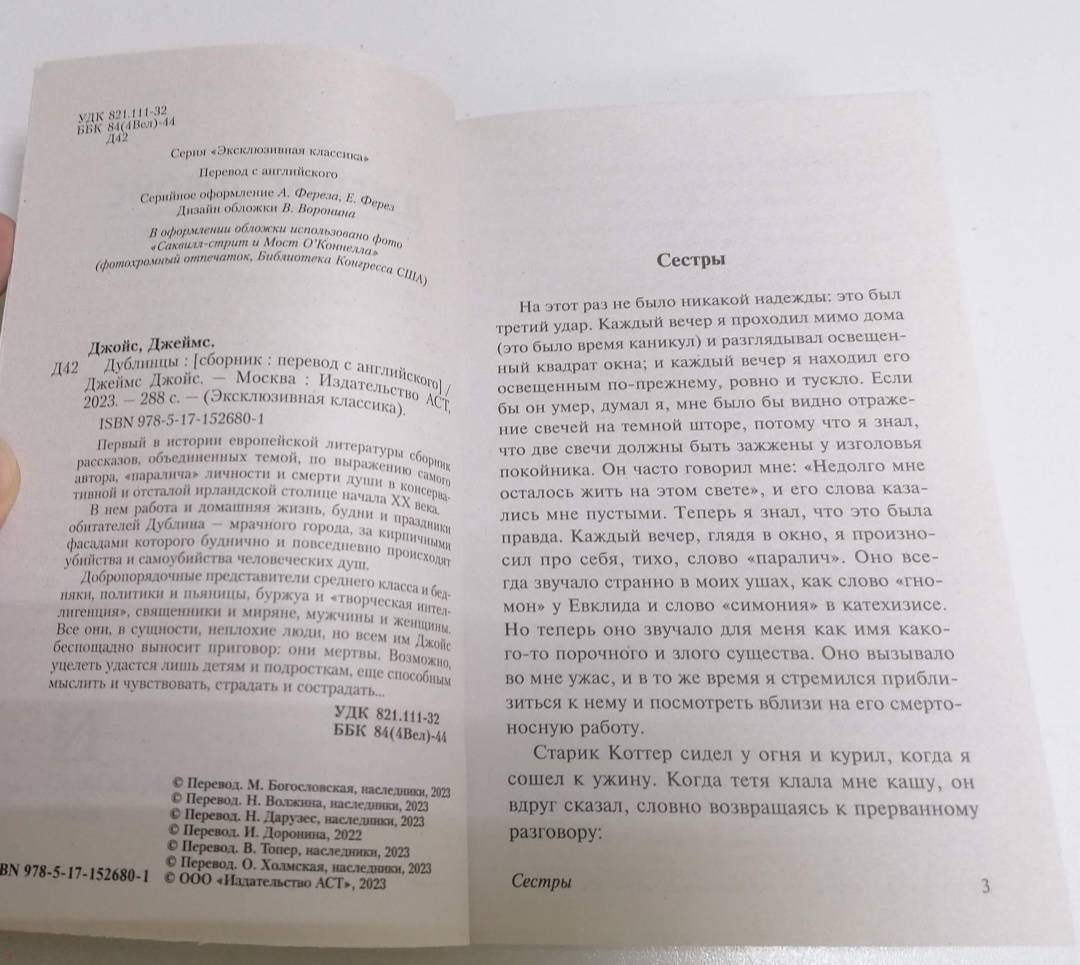 УДК 821.111-32
ББК 84(4Вел)-44
Д42
Серия «Эксклюзивная классика»
Перевод с английского
Серийное оформление А. Фереза, Е. Ферез
Дизайн обложки В. Воронина
В оформлении обложки использовано фото
«Саквилл-стрит и Мост О'Коннелла»
(фотохромный отпечаток, Библиотека Конгресса США)
Джойс, Джеймс.
Д42 Дублинцы : [сборник : перевод с английского] /
Джеймс Джойс. — Москва : Издательство АСТ,
2023. — 288 с. — (Эксклюзивная классика).
ISBN 978-5-17-152680-1
Первый в истории европейской литературы сборник
рассказов, объединенных темой, по выражению самого
автора, «паралича» личности и смерти души в консерва-
тивной и отсталой ирландской столице начала XX века.
В нем работа и домашняя жизнь, будни и праздники
обитателей Дублина — мрачного города, за кирпичными
фасадами которого буднично и повседневно происходят
убийства и самоубийства человеческих душ.
Добропорядочные представители среднего класса и бед-
няки, политики и пьяницы, буржуа и «творческая интел-
лигенция», священники и миряне, мужчины и женщины.
Все они, в сущности, неплохие люди, но всем им Джойс
беспощадно выносит приговор: они мертвы. Возможно,
уцелеть удастся лишь детям и подросткам, еще способным
мыслить и чувствовать, страдать и сострадать...
УДК 821.111-32
ББК 84(4Вел)-44
© Перевод. М. Богословская, наследники, 2023
© Перевод. Н. Волжина, наследники, 2023
© Перевод. Н. Дарузес, наследники, 2023
© Перевод. И. Доронина, 2022
© Перевод. В. Топер, наследники, 2023
© Перевод. О. Холмская, наследники, 2023
BN 978-5-17-152680-1 © ООО «Издательство АСТ», 2023
Сестры
На этот раз не было никакой надежды: это был
третий удар. Каждый вечер я проходил мимо дома
(это было время каникул) и разглядывал освещен-
ный квадрат окна; и каждый вечер я находил его
освещенным по-прежнему, ровно и тускло. Если
бы он умер, думал я, мне было бы видно отраже-
ние свечей на темной шторе, потому что я знал,
что две свечи должны быть зажжены у изголовья
покойника. Он часто говорил мне: «Недолго мне
осталось жить на этом свете», и его слова каза-
лись мне пустыми. Теперь я знал, что это была
правда. Каждый вечер, глядя в окно, я произно-
сил про себя, тихо, слово «паралич». Оно все-
гда звучало странно в моих ушах, как слово «гно-
мон» у Евклида и слово «симония» в катехизисе.
Но теперь оно звучало для меня как имя како-
го-то порочного и злого существа. Оно вызывало
во мне ужас, и в то же время я стремился прибли-
зиться к нему и посмотреть вблизи на его смерто-
носную работу.
Старик Коттер сидел у огня и курил, когда я
сошел к ужину. Когда тетя клала мне кашу, он
вдруг сказал, словно возвращаясь к прерванному
разговору:
Сестры
3